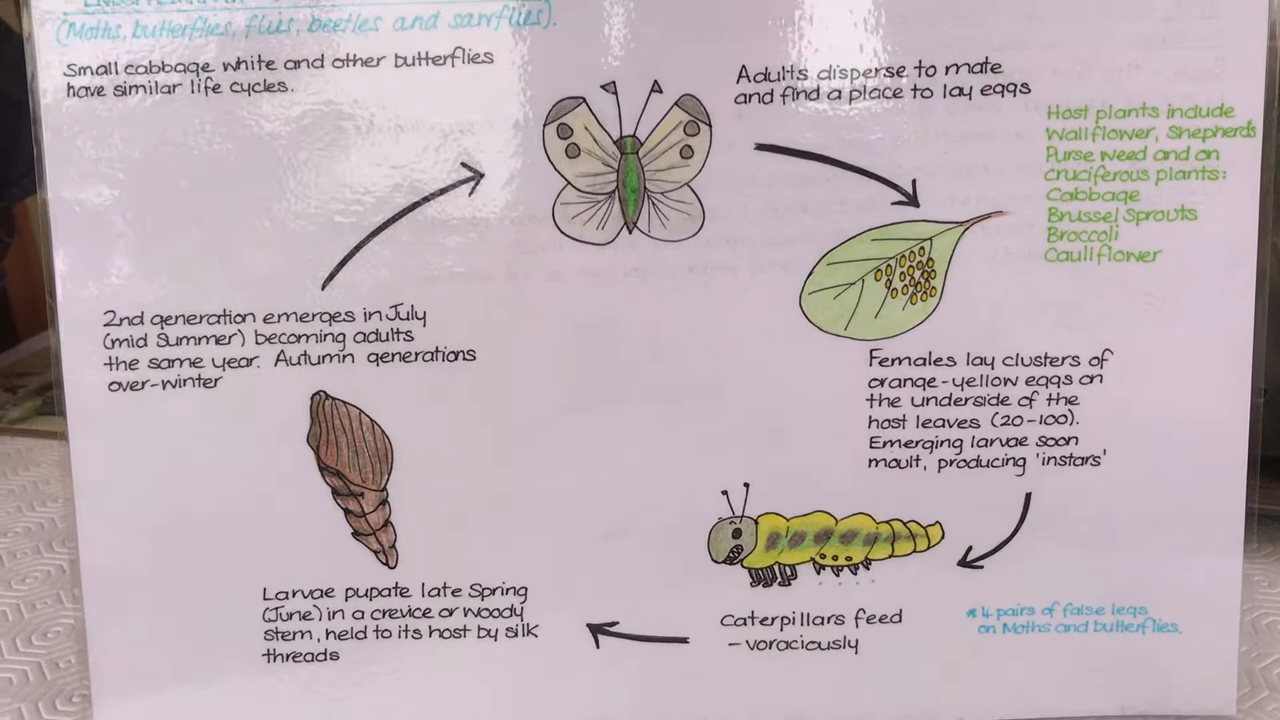 (Moths, butterflies, flies, beetles and sawflies).
Small cabbage white and other butterflies
have similar life cycles.
Adults disperse to mate
and find a place to lay eggs
Host plants include
Wallflower, Shepherds
Purse weed and on
cruciferous plants:
Cabbage
Brussel Sprouts
Broccoli
Cauliflower
Females lay clusters of
orange-yellow eggs on
the underside of the
host leaves (20-100).
Emerging larvae soon
moult, producing 'instars'
*4 pairs of false legs
on Moths and butterflies.
Caterpillars feed
- voraciously
Larvae pupate late Spring
(June) in a crevice or woody
stem, held to its host by silk
threads
2nd generation emerges in July
(mid Summer) becoming adults
the same year. Autumn generations
over-winter